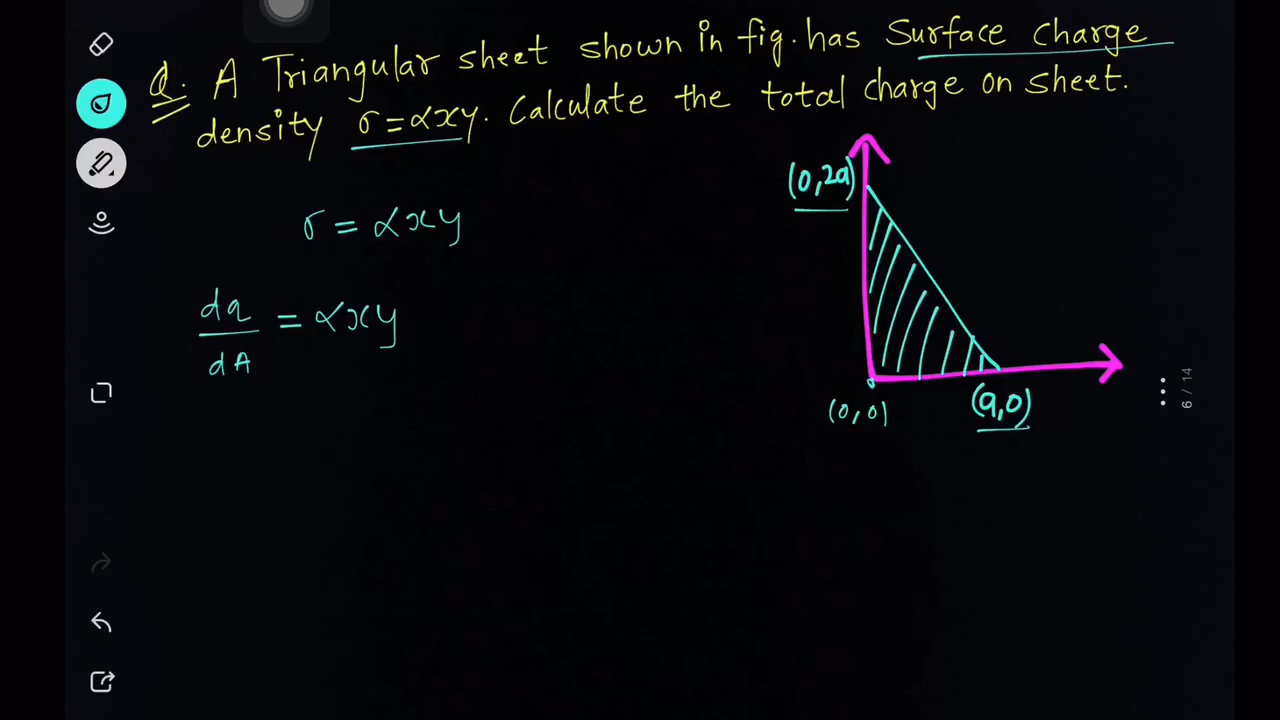 Q. A Triangular sheet shown in fig. has Surface charge
density σ = αxy. Calculate the total charge on sheet.
(0,2a)
σ = αxy
dq
— = αxy
dA
(0,0)
(a,0)
6 / 14